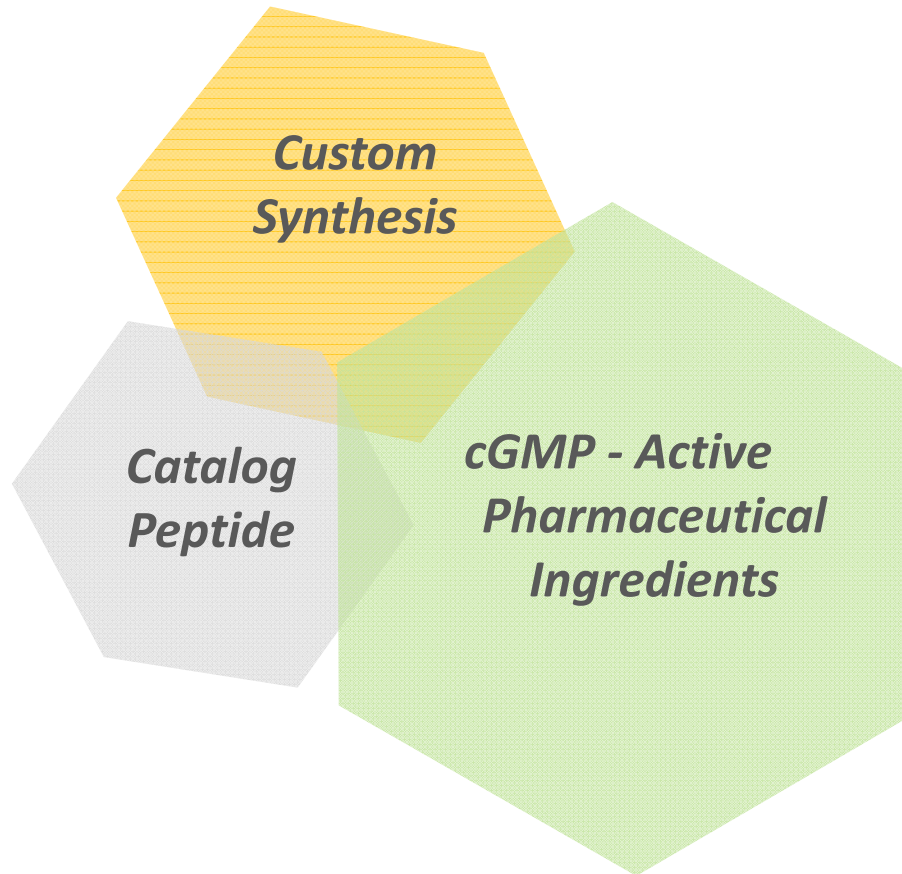 Custom
Synthesis
Catalog
Peptide
cGMP - Active
Pharmaceutical
Ingredients